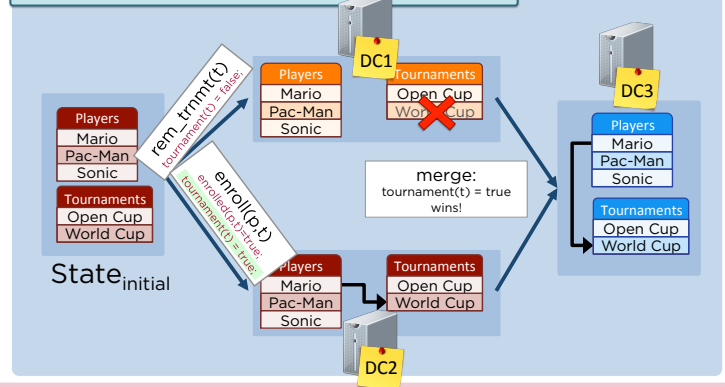 Players
Mario
Pac-Man
Sonic
Tournaments
Open Cup
World Cup
State initial
rem_trnmt(t)
tournament(t) = false;
enroll(p,t)
enrolled(p,t)=true;
tournament(t) = true;
DC1
Players
Mario
Pac-Man
Sonic
Tournaments
Open Cup
World Cup
Players
Mario
Pac-Man
Sonic
Tournaments
Open Cup
World Cup
DC2
merge:
tournament(t) = true
wins!
DC3
Players
Mario
Pac-Man
Sonic
Tournaments
Open Cup
World Cup